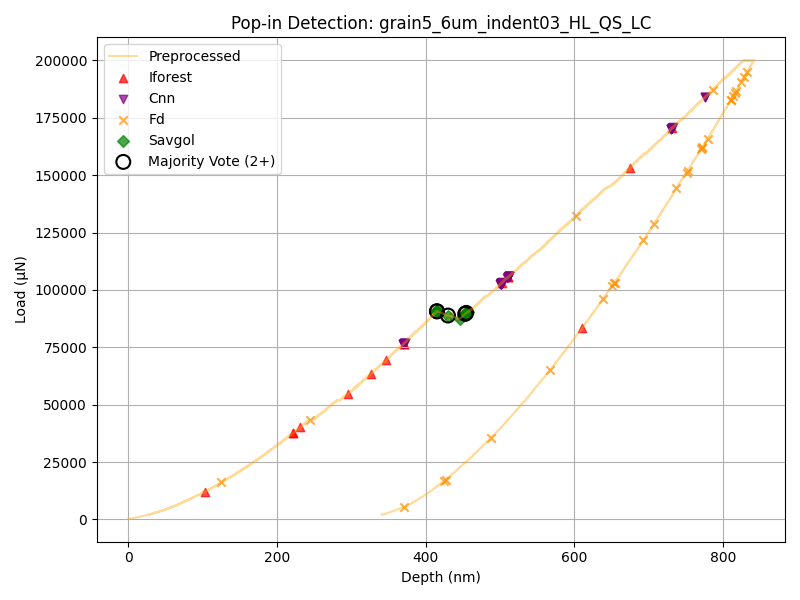 Pop-in Detection: grain5_6um_indent03_HL_QS_LC
Preprocessed
Iforest
Cnn
Fd
Savgol
Majority Vote (2+)
200000
175000
150000
125000
100000
75000
50000
25000
0
Load (μN)
0 200 400 600 800
Depth (nm)